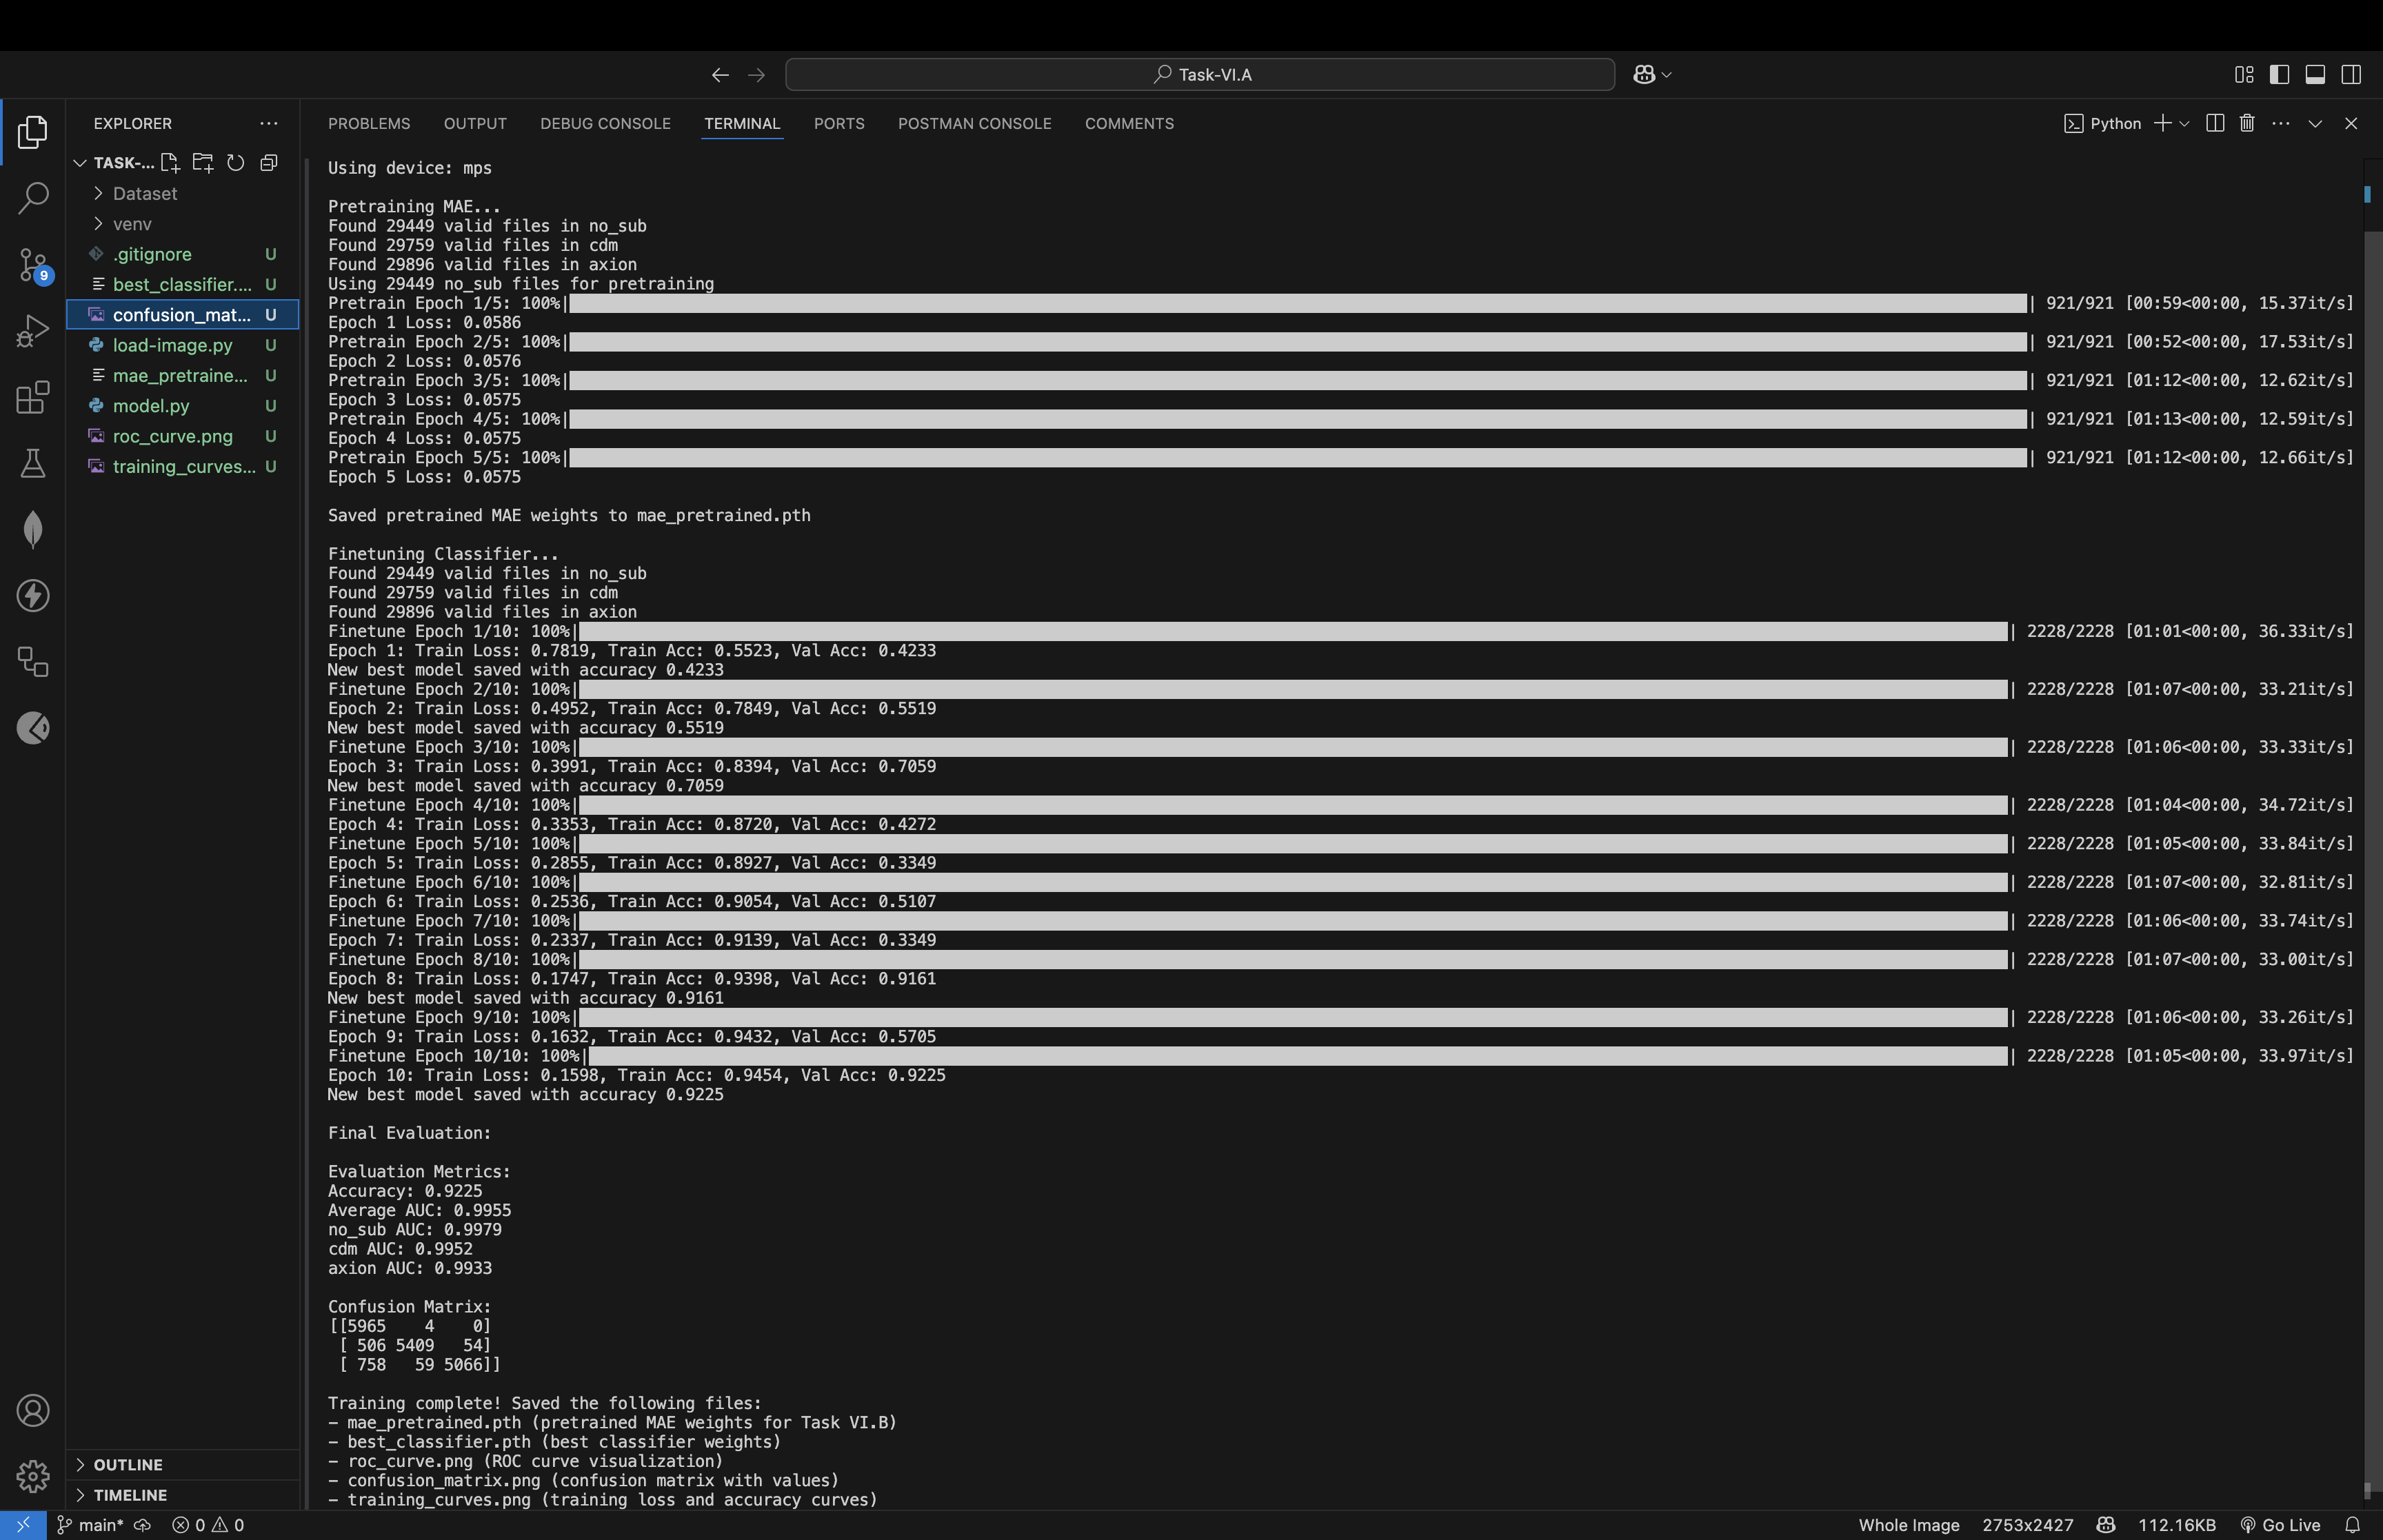 Task-VI.A
EXPLORER
TASK-...
Dataset
venv
.gitignore U
best_classifier.... U
confusion_mat... U
load-image.py U
mae_pretraine... U
model.py U
roc_curve.png U
training_curves... U
9
OUTLINE
TIMELINE
PROBLEMS OUTPUT DEBUG CONSOLE TERMINAL PORTS POSTMAN CONSOLE COMMENTS
Python
Using device: mps
Pretraining MAE...
Found 29449 valid files in no_sub
Found 29759 valid files in cdm
Found 29896 valid files in axion
Using 29449 no_sub files for pretraining
Pretrain Epoch 1/5: 100%| | 921/921 [00:59<00:00, 15.37it/s]
Epoch 1 Loss: 0.0586
Pretrain Epoch 2/5: 100%| | 921/921 [00:52<00:00, 17.53it/s]
Epoch 2 Loss: 0.0576
Pretrain Epoch 3/5: 100%| | 921/921 [01:12<00:00, 12.62it/s]
Epoch 3 Loss: 0.0575
Pretrain Epoch 4/5: 100%| | 921/921 [01:13<00:00, 12.59it/s]
Epoch 4 Loss: 0.0575
Pretrain Epoch 5/5: 100%| | 921/921 [01:12<00:00, 12.66it/s]
Epoch 5 Loss: 0.0575
Saved pretrained MAE weights to mae_pretrained.pth
Finetuning Classifier...
Found 29449 valid files in no_sub
Found 29759 valid files in cdm
Found 29896 valid files in axion
Finetune Epoch 1/10: 100%| | 2228/2228 [01:01<00:00, 36.33it/s]
Epoch 1: Train Loss: 0.7819, Train Acc: 0.5523, Val Acc: 0.4233
New best model saved with accuracy 0.4233
Finetune Epoch 2/10: 100%| | 2228/2228 [01:07<00:00, 33.21it/s]
Epoch 2: Train Loss: 0.4952, Train Acc: 0.7849, Val Acc: 0.5519
New best model saved with accuracy 0.5519
Finetune Epoch 3/10: 100%| | 2228/2228 [01:06<00:00, 33.33it/s]
Epoch 3: Train Loss: 0.3991, Train Acc: 0.8394, Val Acc: 0.7059
New best model saved with accuracy 0.7059
Finetune Epoch 4/10: 100%| | 2228/2228 [01:04<00:00, 34.72it/s]
Epoch 4: Train Loss: 0.3353, Train Acc: 0.8720, Val Acc: 0.4272
Finetune Epoch 5/10: 100%| | 2228/2228 [01:05<00:00, 33.84it/s]
Epoch 5: Train Loss: 0.2855, Train Acc: 0.8927, Val Acc: 0.3349
Finetune Epoch 6/10: 100%| | 2228/2228 [01:07<00:00, 32.81it/s]
Epoch 6: Train Loss: 0.2536, Train Acc: 0.9054, Val Acc: 0.5107
Finetune Epoch 7/10: 100%| | 2228/2228 [01:06<00:00, 33.74it/s]
Epoch 7: Train Loss: 0.2337, Train Acc: 0.9139, Val Acc: 0.3349
Finetune Epoch 8/10: 100%| | 2228/2228 [01:07<00:00, 33.00it/s]
Epoch 8: Train Loss: 0.1747, Train Acc: 0.9398, Val Acc: 0.9161
New best model saved with accuracy 0.9161
Finetune Epoch 9/10: 100%| | 2228/2228 [01:06<00:00, 33.26it/s]
Epoch 9: Train Loss: 0.1632, Train Acc: 0.9432, Val Acc: 0.5705
Finetune Epoch 10/10: 100%| | 2228/2228 [01:05<00:00, 33.97it/s]
Epoch 10: Train Loss: 0.1598, Train Acc: 0.9454, Val Acc: 0.9225
New best model saved with accuracy 0.9225
Final Evaluation:
Evaluation Metrics:
Accuracy: 0.9225
Average AUC: 0.9955
no_sub AUC: 0.9979
cdm AUC: 0.9952
axion AUC: 0.9933
Confusion Matrix:
[[5965 4 0]
[ 506 5409 54]
[ 758 59 5066]]
Training complete! Saved the following files:
- mae_pretrained.pth (pretrained MAE weights for Task VI.B)
- best_classifier.pth (best classifier weights)
- roc_curve.png (ROC curve visualization)
- confusion_matrix.png (confusion matrix with values)
- training_curves.png (training loss and accuracy curves)
main* 0 0 Whole Image 2753x2427 112.16KB Go Live